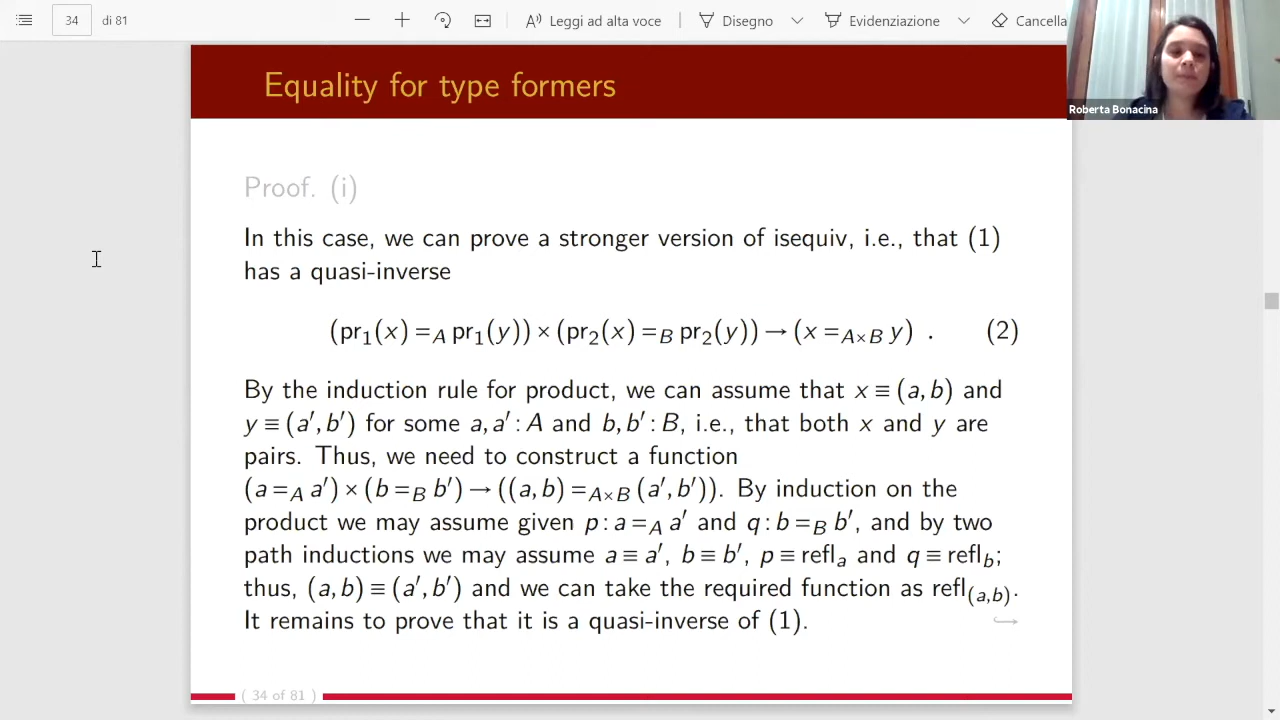 34 di 81 Leggi ad alta voce Disegno Evidenziazione Cancella
Roberta Bonacina
Equality for type formers
Proof. (i)
In this case, we can prove a stronger version of isequiv, i.e., that (1)
has a quasi-inverse
(pr₁(x) =_A pr₁(y)) × (pr₂(x) =_B pr₂(y)) → (x =_{A×B} y) . (2)
By the induction rule for product, we can assume that x ≡ (a, b) and
y ≡ (a′, b′) for some a, a′ : A and b, b′ : B, i.e., that both x and y are
pairs. Thus, we need to construct a function
(a =_A a′) × (b =_B b′) → ((a, b) =_{A×B} (a′, b′)). By induction on the
product we may assume given p : a =_A a′ and q : b =_B b′, and by two
path inductions we may assume a ≡ a′, b ≡ b′, p ≡ refl_a and q ≡ refl_b;
thus, (a, b) ≡ (a′, b′) and we can take the required function as refl_{(a,b)}.
It remains to prove that it is a quasi-inverse of (1). ↪
( 34 of 81 )